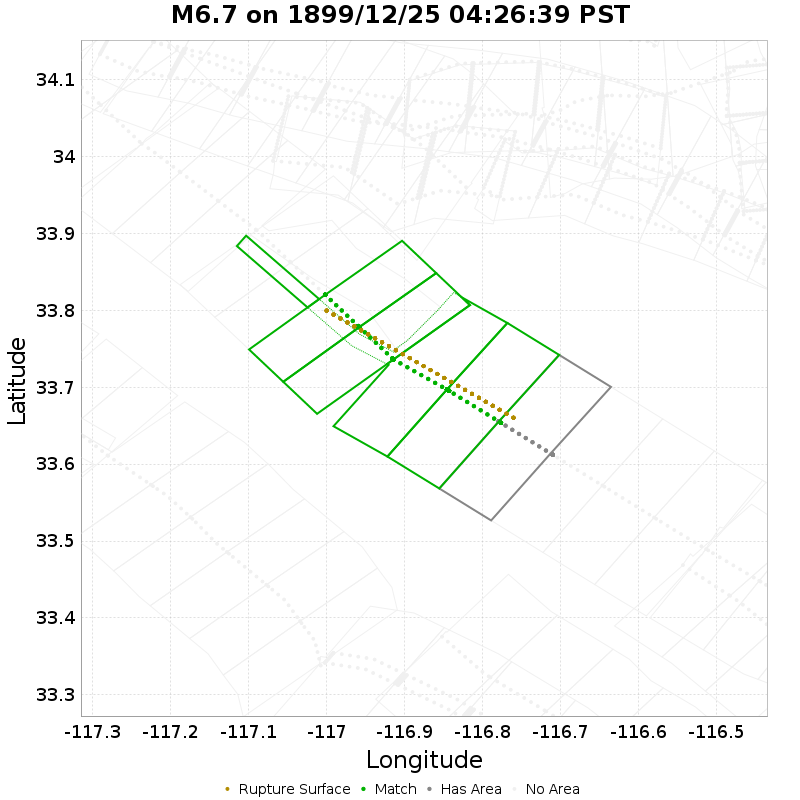 M6.7 on 1899/12/25 04:26:39 PST
34.1
34
33.9
33.8
33.7
33.6
33.5
33.4
33.3
Latitude
-117.3 -117.2 -117.1 -117 -116.9 -116.8 -116.7 -116.6 -116.5
Longitude
Rupture Surface Match Has Area No Area